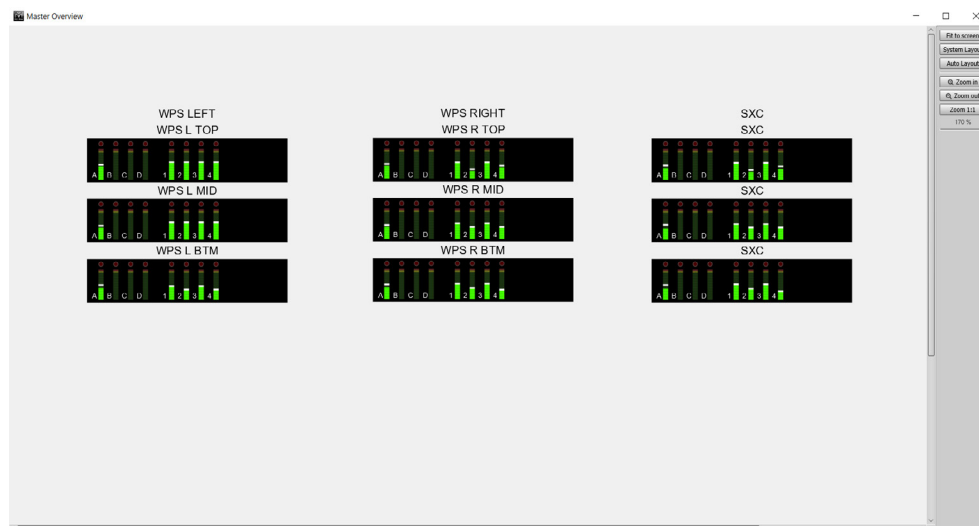 Master Overview
Fit to screen
System Layou
Auto Layout
Zoom in
Zoom out
Zoom 1:1
170 %
WPS LEFT
WPS L TOP
A B C D 1 2 3 4
WPS L MID
A B C D 1 2 3 4
WPS L BTM
A B C D 1 2 3 4
WPS RIGHT
WPS R TOP
A B C D 1 2 3 4
WPS R MID
A B C D 1 2 3 4
WPS R BTM
A B C D 1 2 3 4
SXC
SXC
A B C D 1 2 3 4
SXC
A B C D 1 2 3 4
SXC
A B C D 1 2 3 4